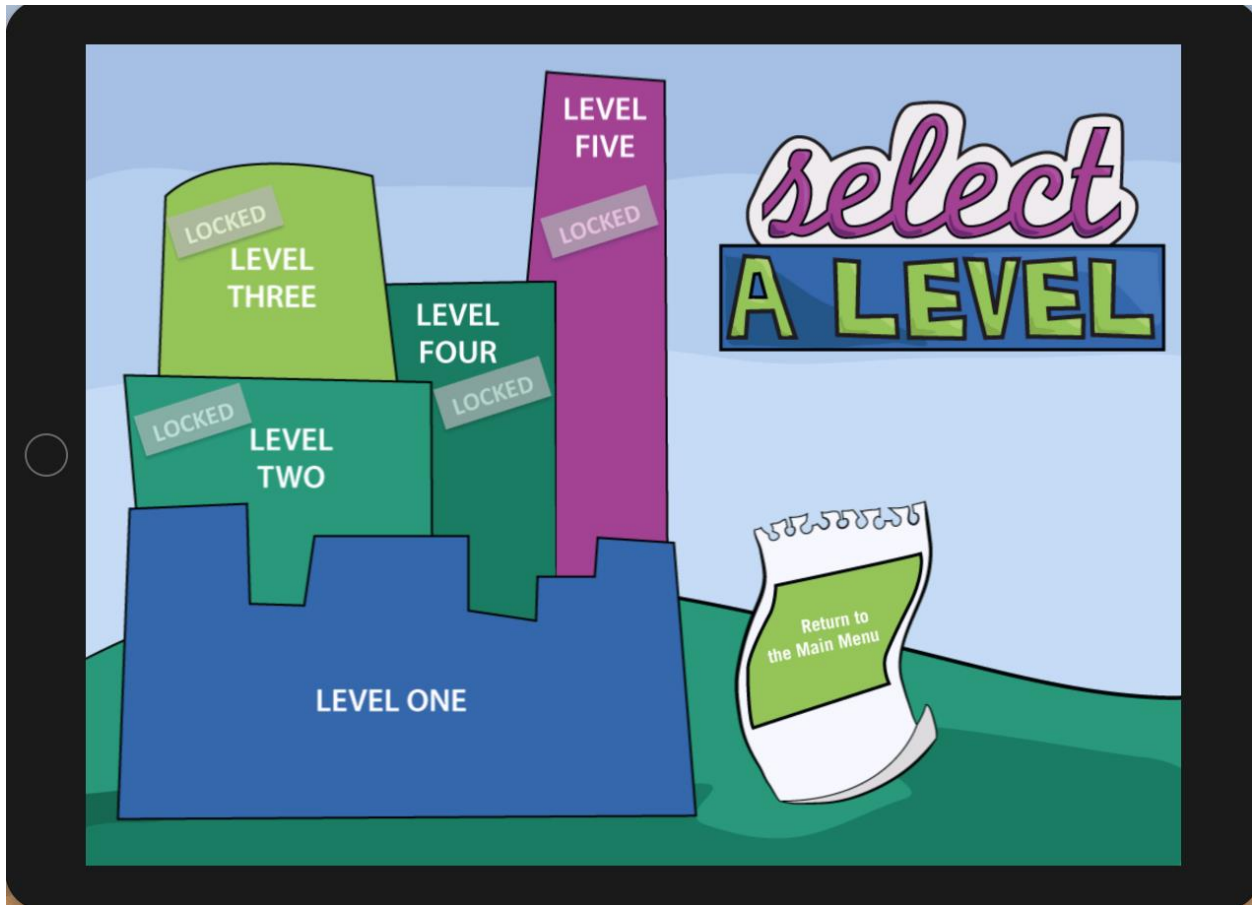 LEVEL
FIVE
LOCKED
select
A LEVEL
LOCKED
LEVEL
THREE
LEVEL
FOUR
LOCKED
LOCKED
LEVEL
TWO
Return to
the Main Menu
LEVEL ONE